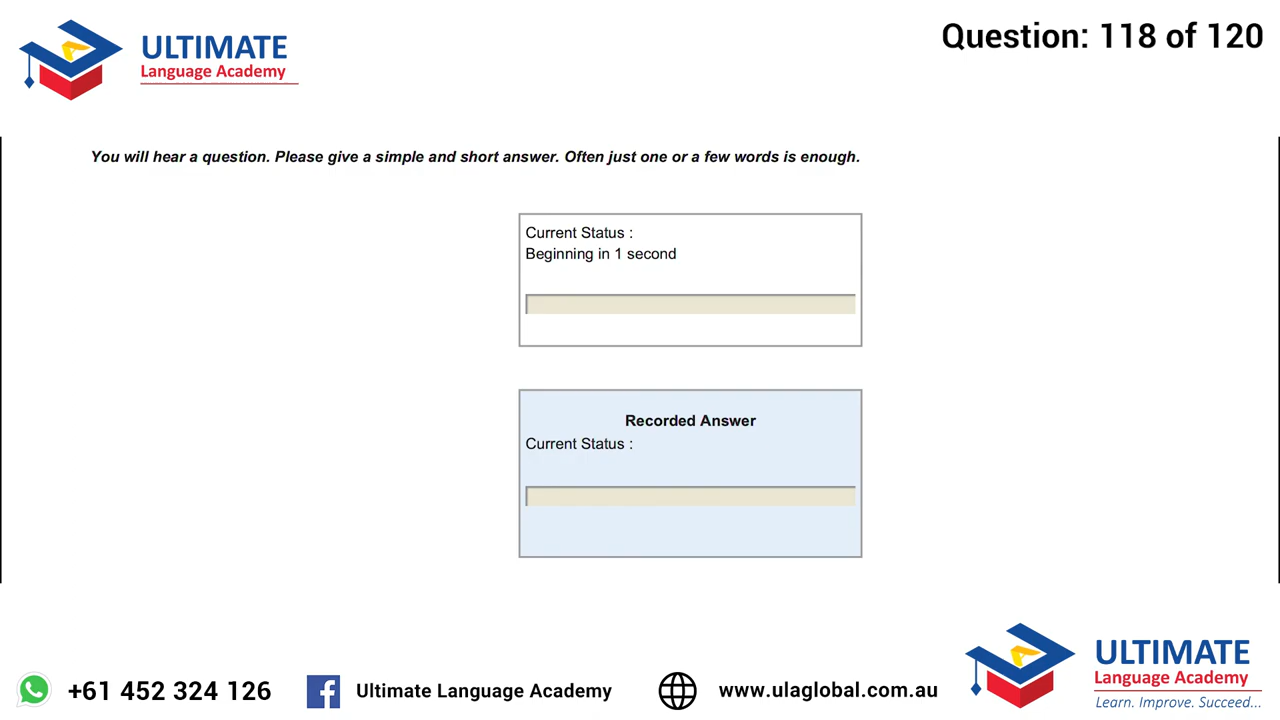 ULTIMATE
Language Academy
Question: 118 of 120
You will hear a question. Please give a simple and short answer. Often just one or a few words is enough.
Current Status :
Beginning in 1 second
Recorded Answer
Current Status :
+61 452 324 126
Ultimate Language Academy
www.ulaglobal.com.au
ULTIMATE
Language Academy
Learn. Improve. Succeed...